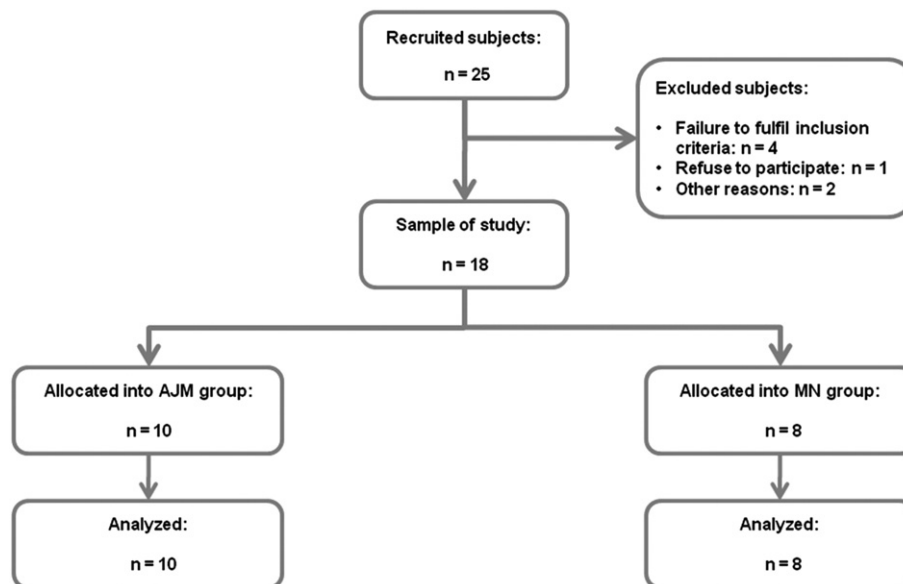 Recruited subjects:
n = 25
Excluded subjects:
• Failure to fulfil inclusion
criteria: n = 4
• Refuse to participate: n = 1
• Other reasons: n = 2
Sample of study:
n = 18
Allocated into AJM group:
n = 10
Allocated into MN group:
n = 8
Analyzed:
n = 10
Analyzed:
n = 8